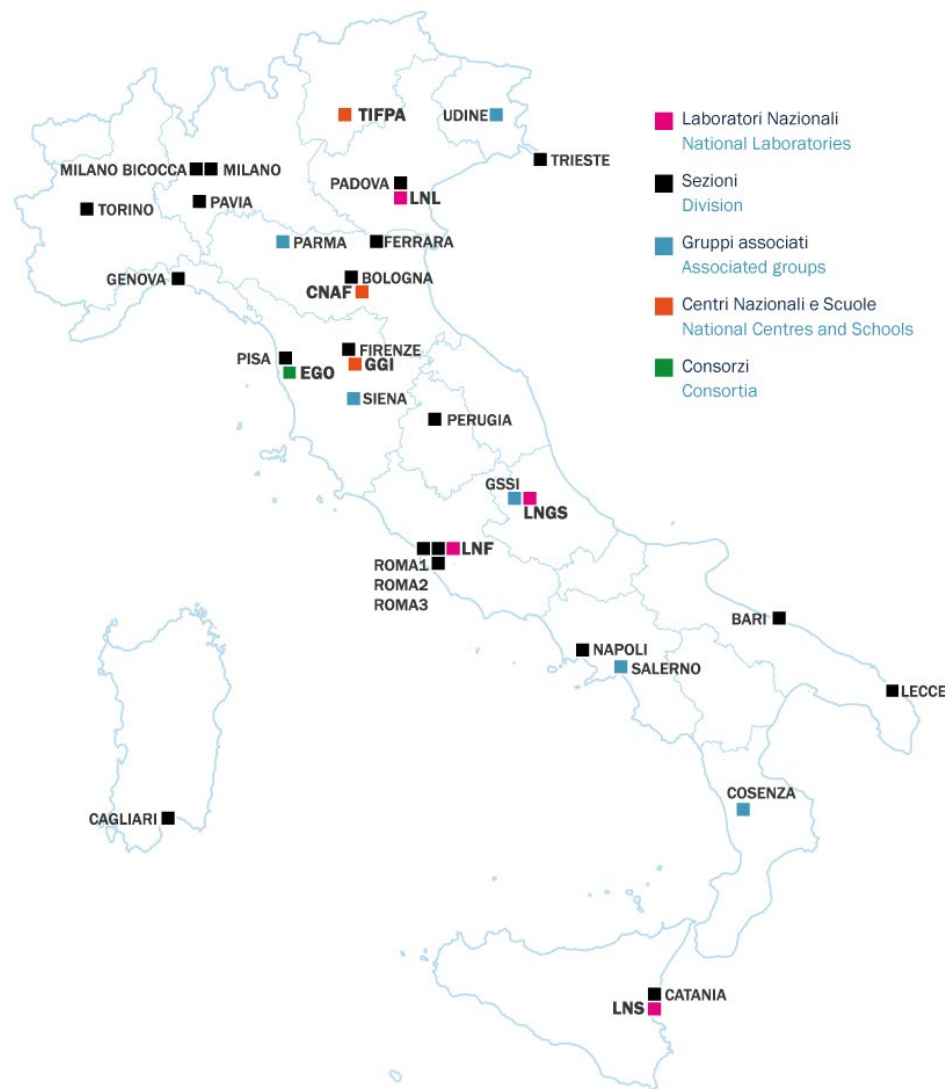 TIFPA
UDINE
MILANO BICOCCA
MILANO
TRIESTE
PADOVA
LNL
TORINO
PAVIA
PARMA
FERRARA
GENOVA
BOLOGNA
CNAF
PISA
FIRENZE
EGO
GGI
SIENA
PERUGIA
GSSI
LNGS
LNF
ROMA1
ROMA2
ROMA3
BARI
NAPOLI
SALERNO
LECCE
COSENZA
CAGLIARI
CATANIA
LNS
Laboratori Nazionali
National Laboratories
Sezioni
Division
Gruppi associati
Associated groups
Centri Nazionali e Scuole
National Centres and Schools
Consorzi
Consortia